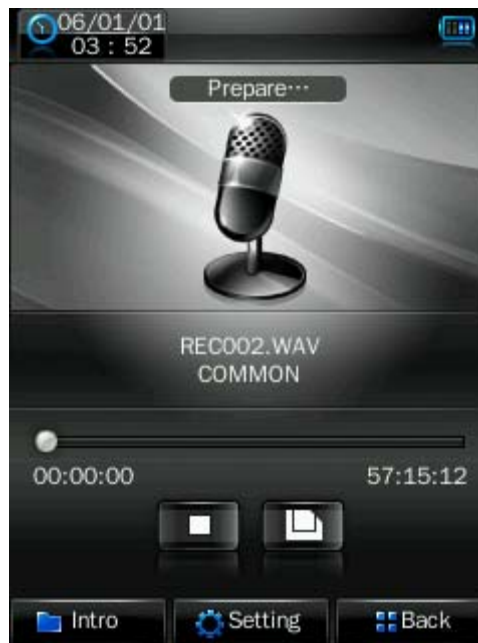 06/01/01
03 : 52
Prepare···
REC002.WAV
COMMON
00:00:00
57:15:12
Intro
Setting
Back